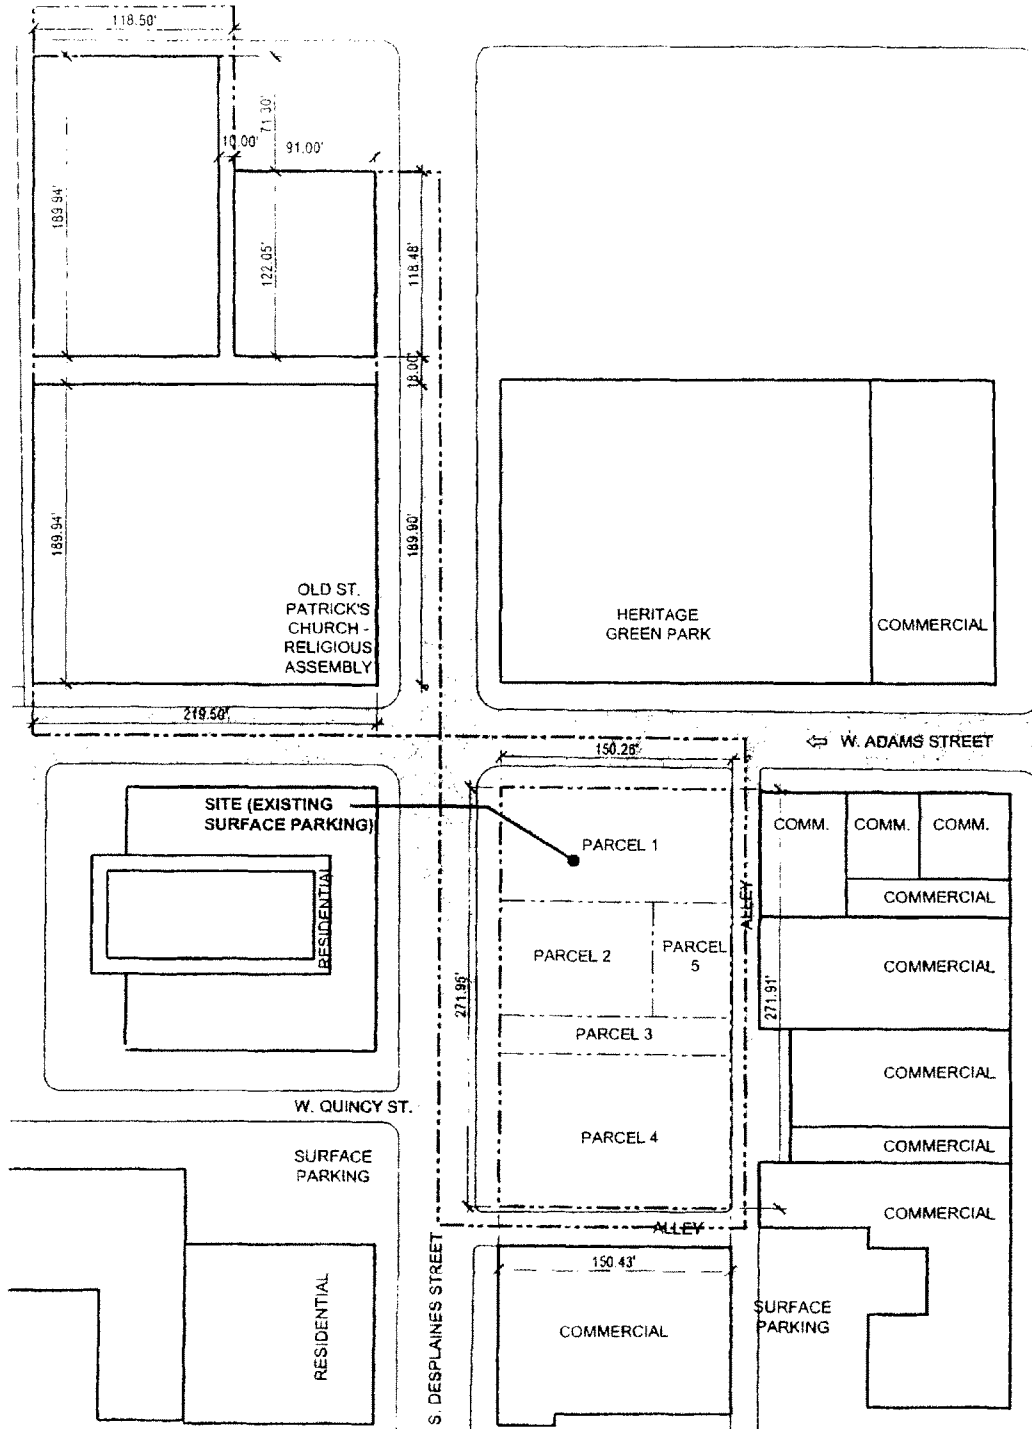 118.50'
71.30'
10.00'
91.00'
189.94'
122.05'
118.48'
18.00'
189.94'
189.90'
OLD ST.
PATRICK'S
CHURCH -
RELIGIOUS
ASSEMBLY
HERITAGE
GREEN PARK
COMMERCIAL
219.50'
150.26'
W. ADAMS STREET
SITE (EXISTING
SURFACE PARKING)
PARCEL 1
COMM.
COMM.
COMM.
COMMERCIAL
ALLEY
RESIDENTIAL
PARCEL 2
PARCEL
5
COMMERCIAL
271.95'
271.91'
PARCEL 3
COMMERCIAL
W. QUINCY ST.
PARCEL 4
COMMERCIAL
SURFACE
PARKING
COMMERCIAL
ALLEY
150.43'
S. DESPLAINES STREET
RESIDENTIAL
COMMERCIAL
SURFACE
PARKING